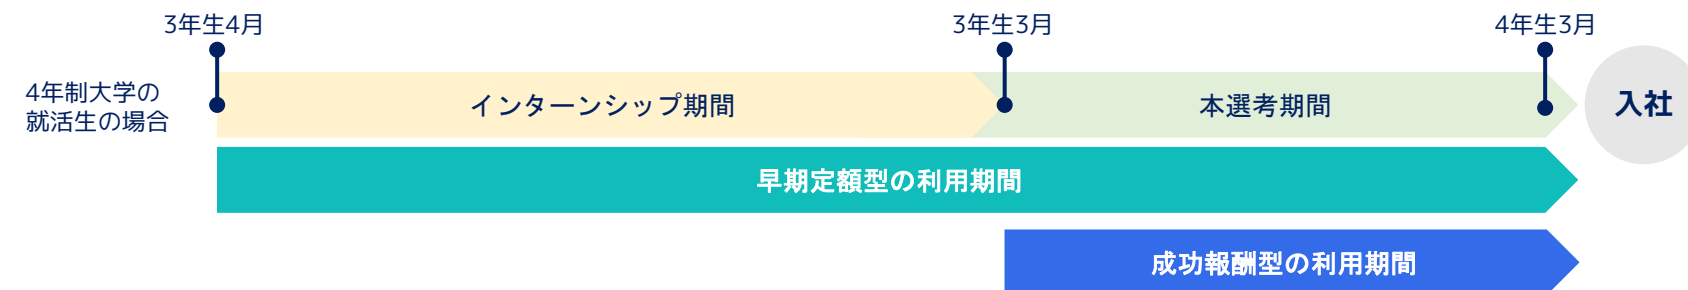 3年生4月
3年生3月
4年生3月
4年制大学の
就活生の場合
インターンシップ期間
本選考期間
入社
早期定額型の利用期間
成功報酬型の利用期間